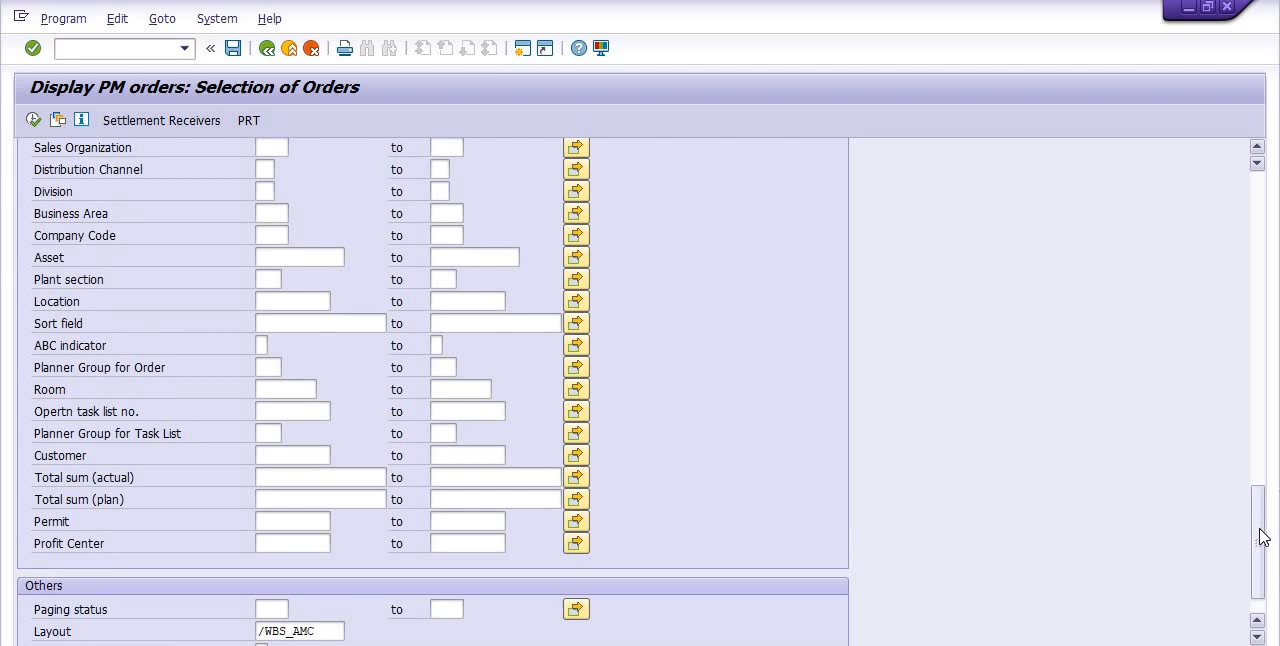 Program Edit Goto System Help
Display PM orders: Selection of Orders
Settlement Receivers PRT
Sales Organization to
Distribution Channel to
Division to
Business Area to
Company Code to
Asset to
Plant section to
Location to
Sort field to
ABC indicator to
Planner Group for Order to
Room to
Opertn task list no. to
Planner Group for Task List to
Customer to
Total sum (actual) to
Total sum (plan) to
Permit to
Profit Center to
Others
Paging status to
Layout /WBS_AMC